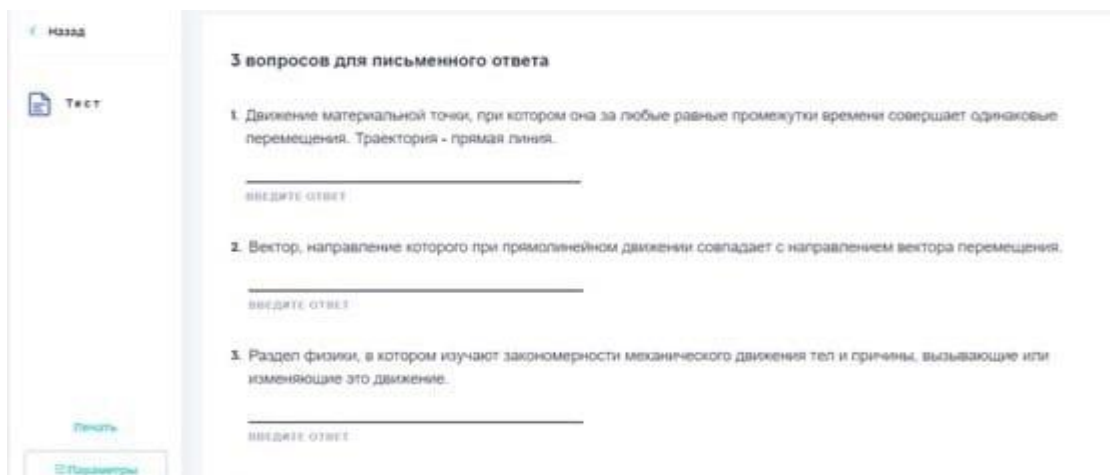 Назад
Тест
3 вопросов для письменного ответа
1. Движение материальной точки, при котором она за любые равные промежутки времени совершает одинаковые
перемещения. Траектория - прямая линия.
ВВЕДИТЕ ОТВЕТ
2. Вектор, направление которого при прямолинейном движении совпадает с направлением вектора перемещения.
ВВЕДИТЕ ОТВЕТ
3. Раздел физики, в котором изучают закономерности механического движения тел и причины, вызывающие или
изменяющие это движение.
ВВЕДИТЕ ОТВЕТ
Печать
Параметры